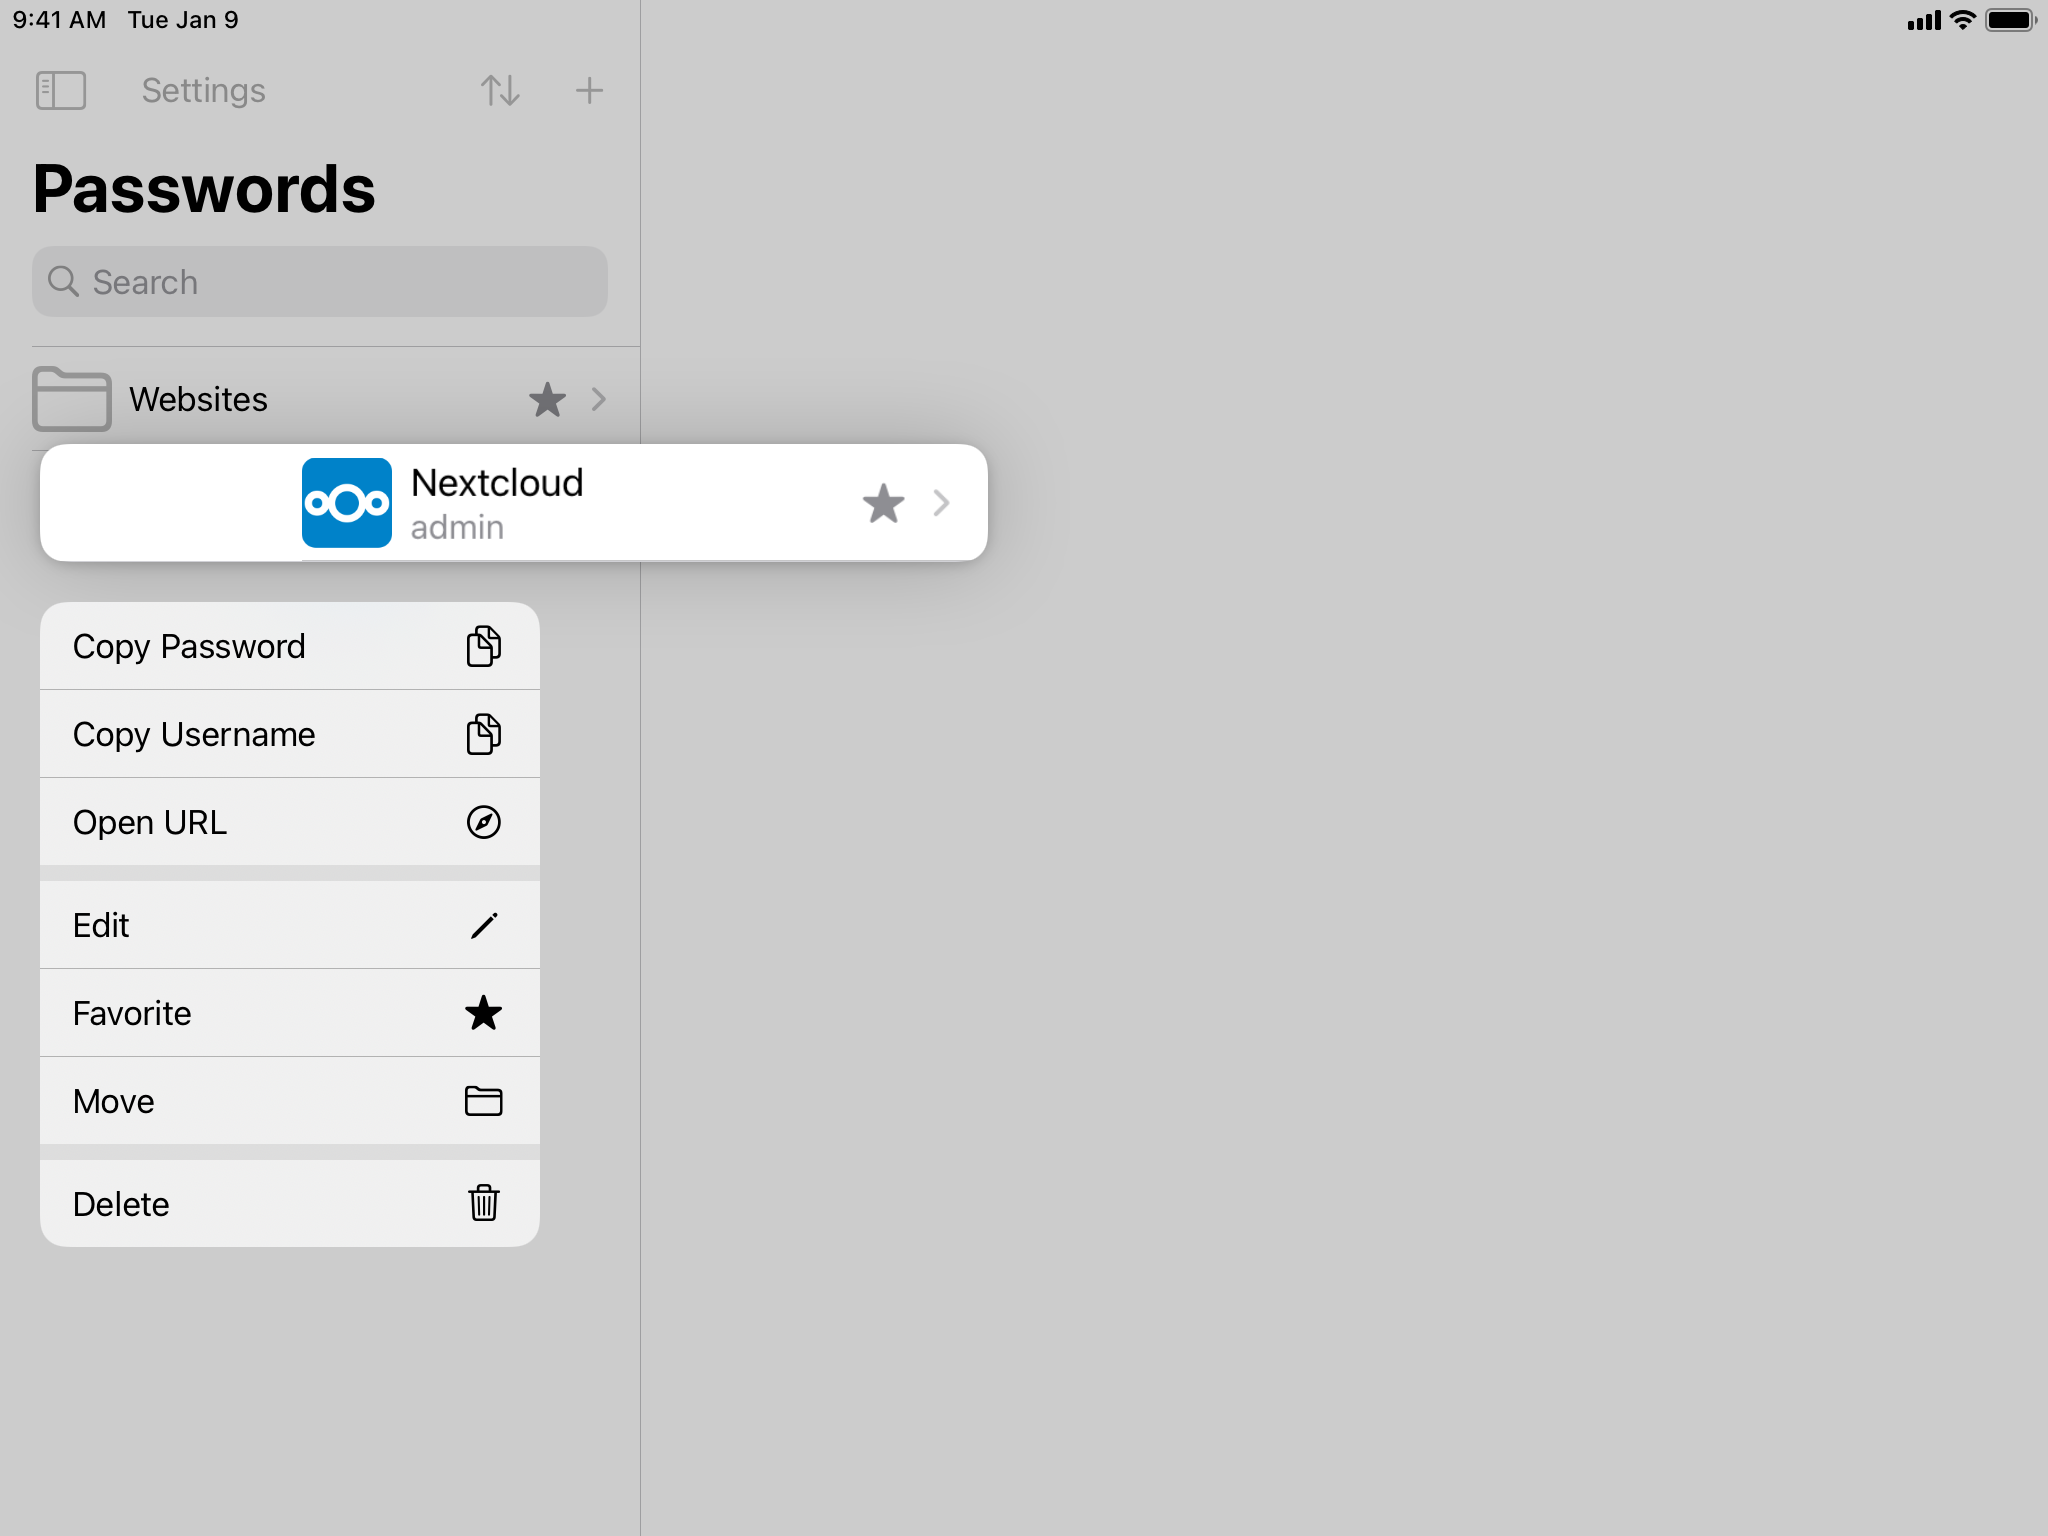 9:41 AM Tue Jan 9
Settings
Passwords
Search
Websites
Nextcloud
admin
Copy Password
Copy Username
Open URL
Edit
Favorite
Move
Delete